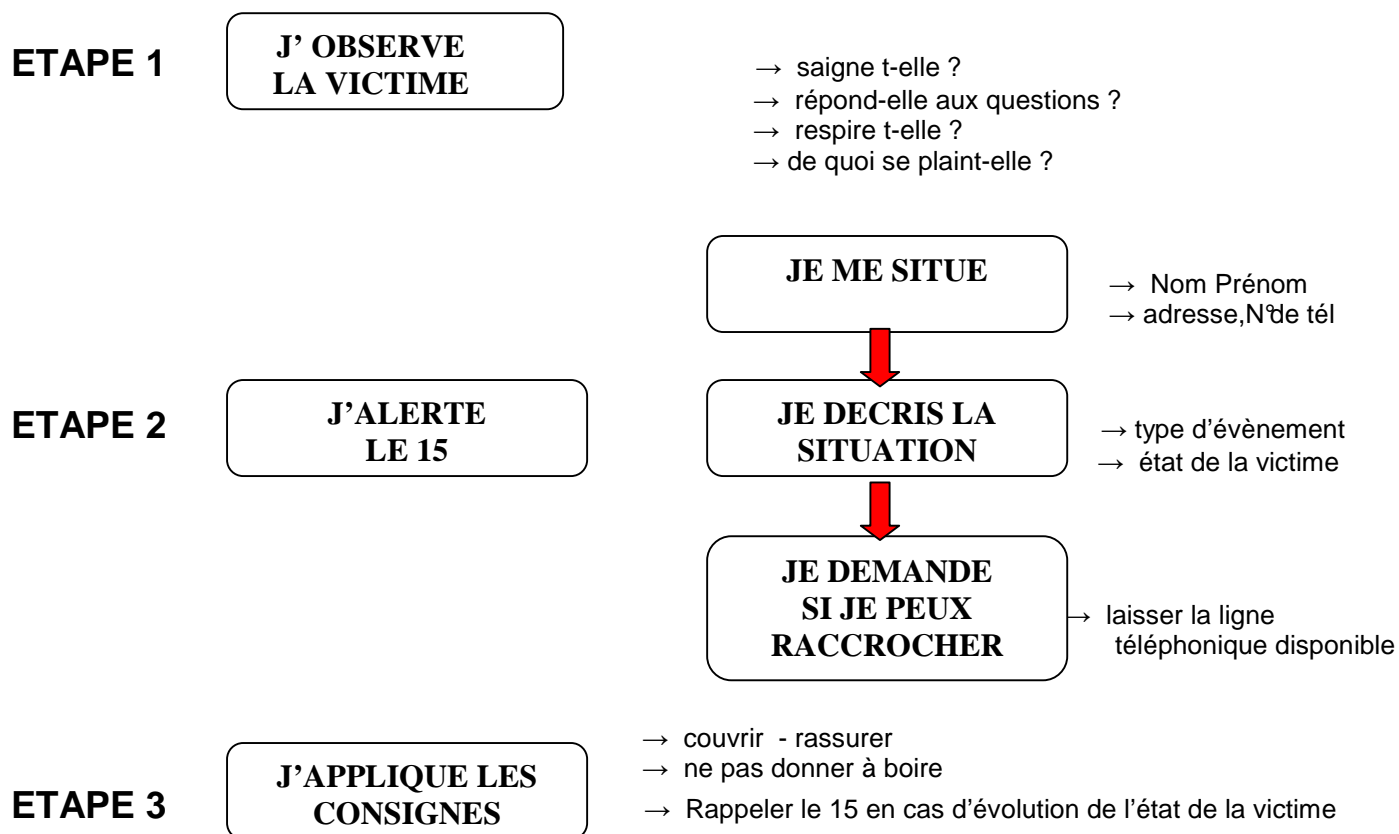 ETAPE 1
J' OBSERVE
LA VICTIME
→ saigne t-elle ?
→ répond-elle aux questions ?
→ respire t-elle ?
→ de quoi se plaint-elle ?
JE ME SITUE
→ Nom Prénom
→ adresse,N°de tél
ETAPE 2
J'ALERTE
LE 15
JE DECRIS LA
SITUATION
→ type d'évènement
→ état de la victime
JE DEMANDE
SI JE PEUX
RACCROCHER
→ laisser la ligne
téléphonique disponible
ETAPE 3
J'APPLIQUE LES
CONSIGNES
→ couvrir - rassurer
→ ne pas donner à boire
→ Rappeler le 15 en cas d'évolution de l'état de la victime